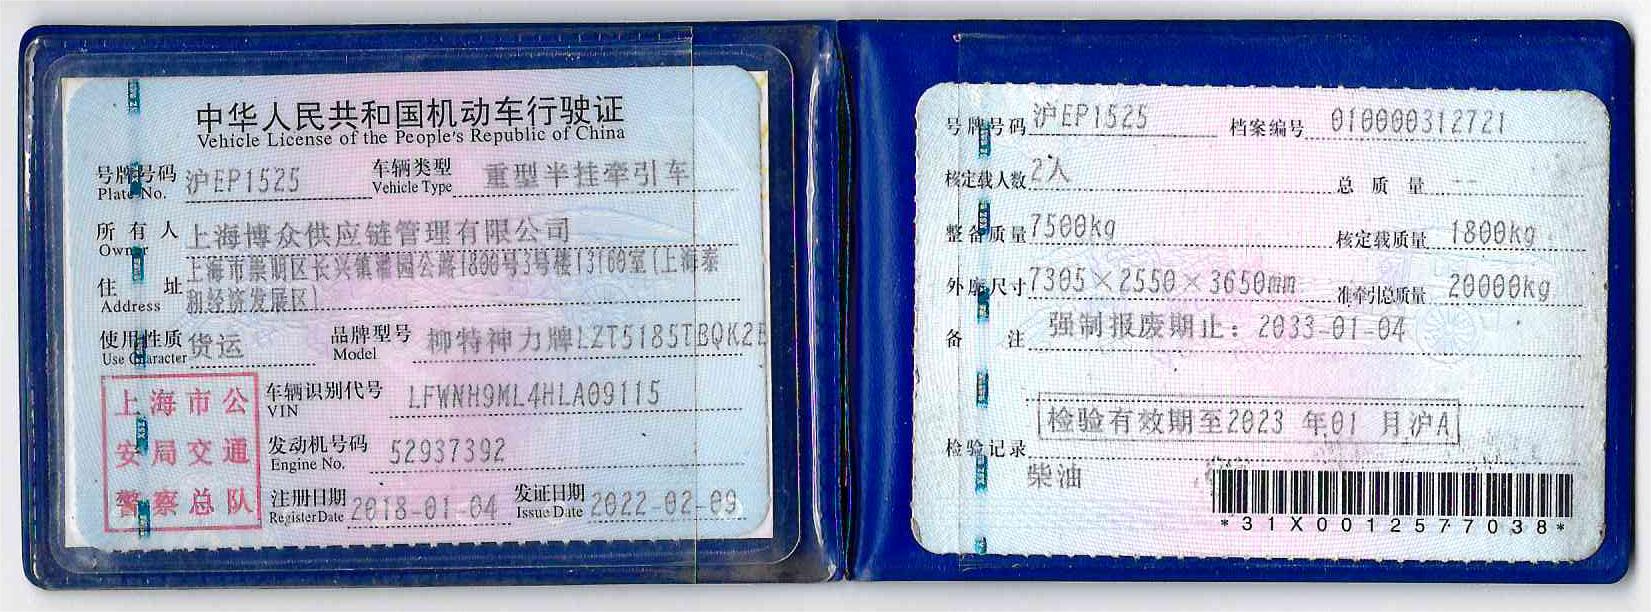 中华人民共和国机动车行驶证
Vehicle License of the People's Republic of China
号牌号码 沪EP1525 车辆类型 重型半挂牵引车
Plate No. Vehicle Type
所有人 上海博众供应链管理有限公司
Owner
上海市崇明区长兴镇潘园公路1800号3号楼13160室(上海泰
住址 和经济发展区)
Address
使用性质 货运 品牌型号 柳特神力牌LZT5185TBQK2E
Use Character Model
车辆识别代号 LFWNH9ML4HLA09115
VIN
发动机号码 52937392
Engine No.
注册日期 2018-01-04 发证日期 2022-02-09
Register Date Issue Date
上海市公
安局交通
警察总队
号牌号码 沪EP1525 档案编号 010000312721
核定载人数 2人 总质量 --
整备质量 7500kg 核定载质量 1800kg
外廓尺寸 7305×2550×3650mm 准牵引总质量 20000kg
备注 强制报废期止：2033-01-04
检验有效期至2023 年01 月沪A
检验记录
柴油
*31X0012577038*